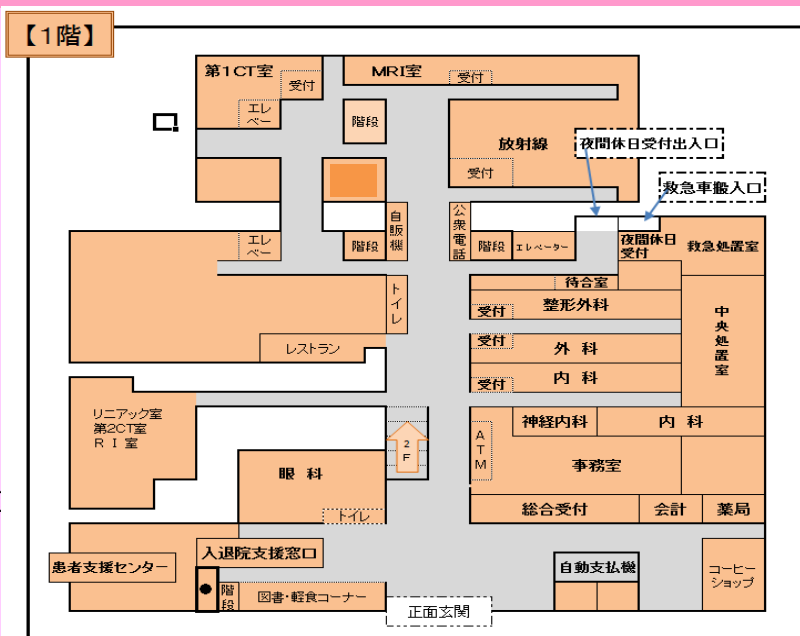 【1階】
第1CT室
受付
MRI室
受付
エレ
ベー
階段
放射線
受付
夜間休日受付出入口
救急車搬入口
自
販
機
公
衆
電
話
エレ
ベー
階段
階段
エレベーター
夜間休日
受付
救急処置室
待合室
ト
イ
レ
整形外科
受付
中
央
処
置
室
レストラン
受付
外 科
受付
内 科
リニアック室
第2CT室
R I 室
2
F
A
T
M
神経内科
内 科
事務室
眼 科
トイレ
総合受付
会計
薬局
患者支援センター
入退院支援窓口
階
段
図書・軽食コーナー
正面玄関
自動支払機
コーヒー
ショップ